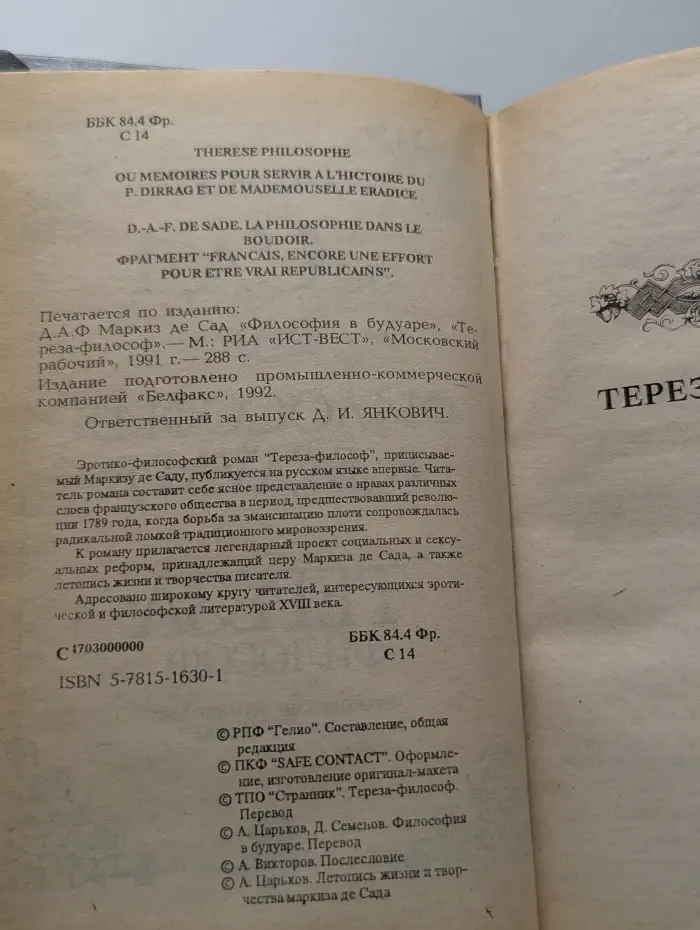 ББК 84.4 Фр.
С 14
THERESE PHILOSOPHE
OU MEMOIRES POUR SERVIR A L'HICTOIRE DU
P. DIRRAG ET DE MADEMOUSELLE ERADICE
D.-A.-F. DE SADE. LA PHILOSOPHIE DANS LE
BOUDOIR.
ФРАГМЕНТ "FRANCAIS, ENCORE UNE EFFORT
POUR ETRE VRAI REPUBLICAINS".
Печатается по изданию:
Д.А.Ф Маркиз де Сад «Философия в будуаре», «Те-
реза-философ».— М.: РИА «ИСТ-ВЕСТ», «Московский
рабочий», 1991 г.— 288 с.
Издание подготовлено промышленно-коммерческой
компанией «Белфакс», 1992.
Ответственный за выпуск Д. И. ЯНКОВИЧ.
Эротико-философский роман "Тереза-философ", приписывае-
мый Маркизу де Саду, публикуется на русском языке впервые. Чита-
тель романа составит себе ясное представление о нравах различных
слоев французского общества в период, предшествовавший револю-
ции 1789 года, когда борьба за эмансипацию плоти сопровождалась
радикальной ломкой традиционного мировоззрения.
К роману прилагается легендарный проект социальных и сексу-
альных реформ, принадлежащий перу Маркиза де Сада, а также
летопись жизни и творчества писателя.
Адресовано широкому кругу читателей, интересующихся эроти-
ческой и философской литературой XVIII века.
С 4703000000
ББК 84.4 Фр.
С 14
ISBN 5-7815-1630-1
© РПФ "Гелио". Составление, общая
редакция
© ПКФ "SAFE CONTACT". Оформле-
ние, изготовление оригинал-макета
© ТПО "Странник". Тереза-философ.
Перевод
© А. Царьков, Д. Семенов. Философия
в будуаре. Перевод
© А. Викторов. Послесловие
© А. Царьков. Летопись жизни и твор-
чества маркиза де Сада
ТЕРЕЗ